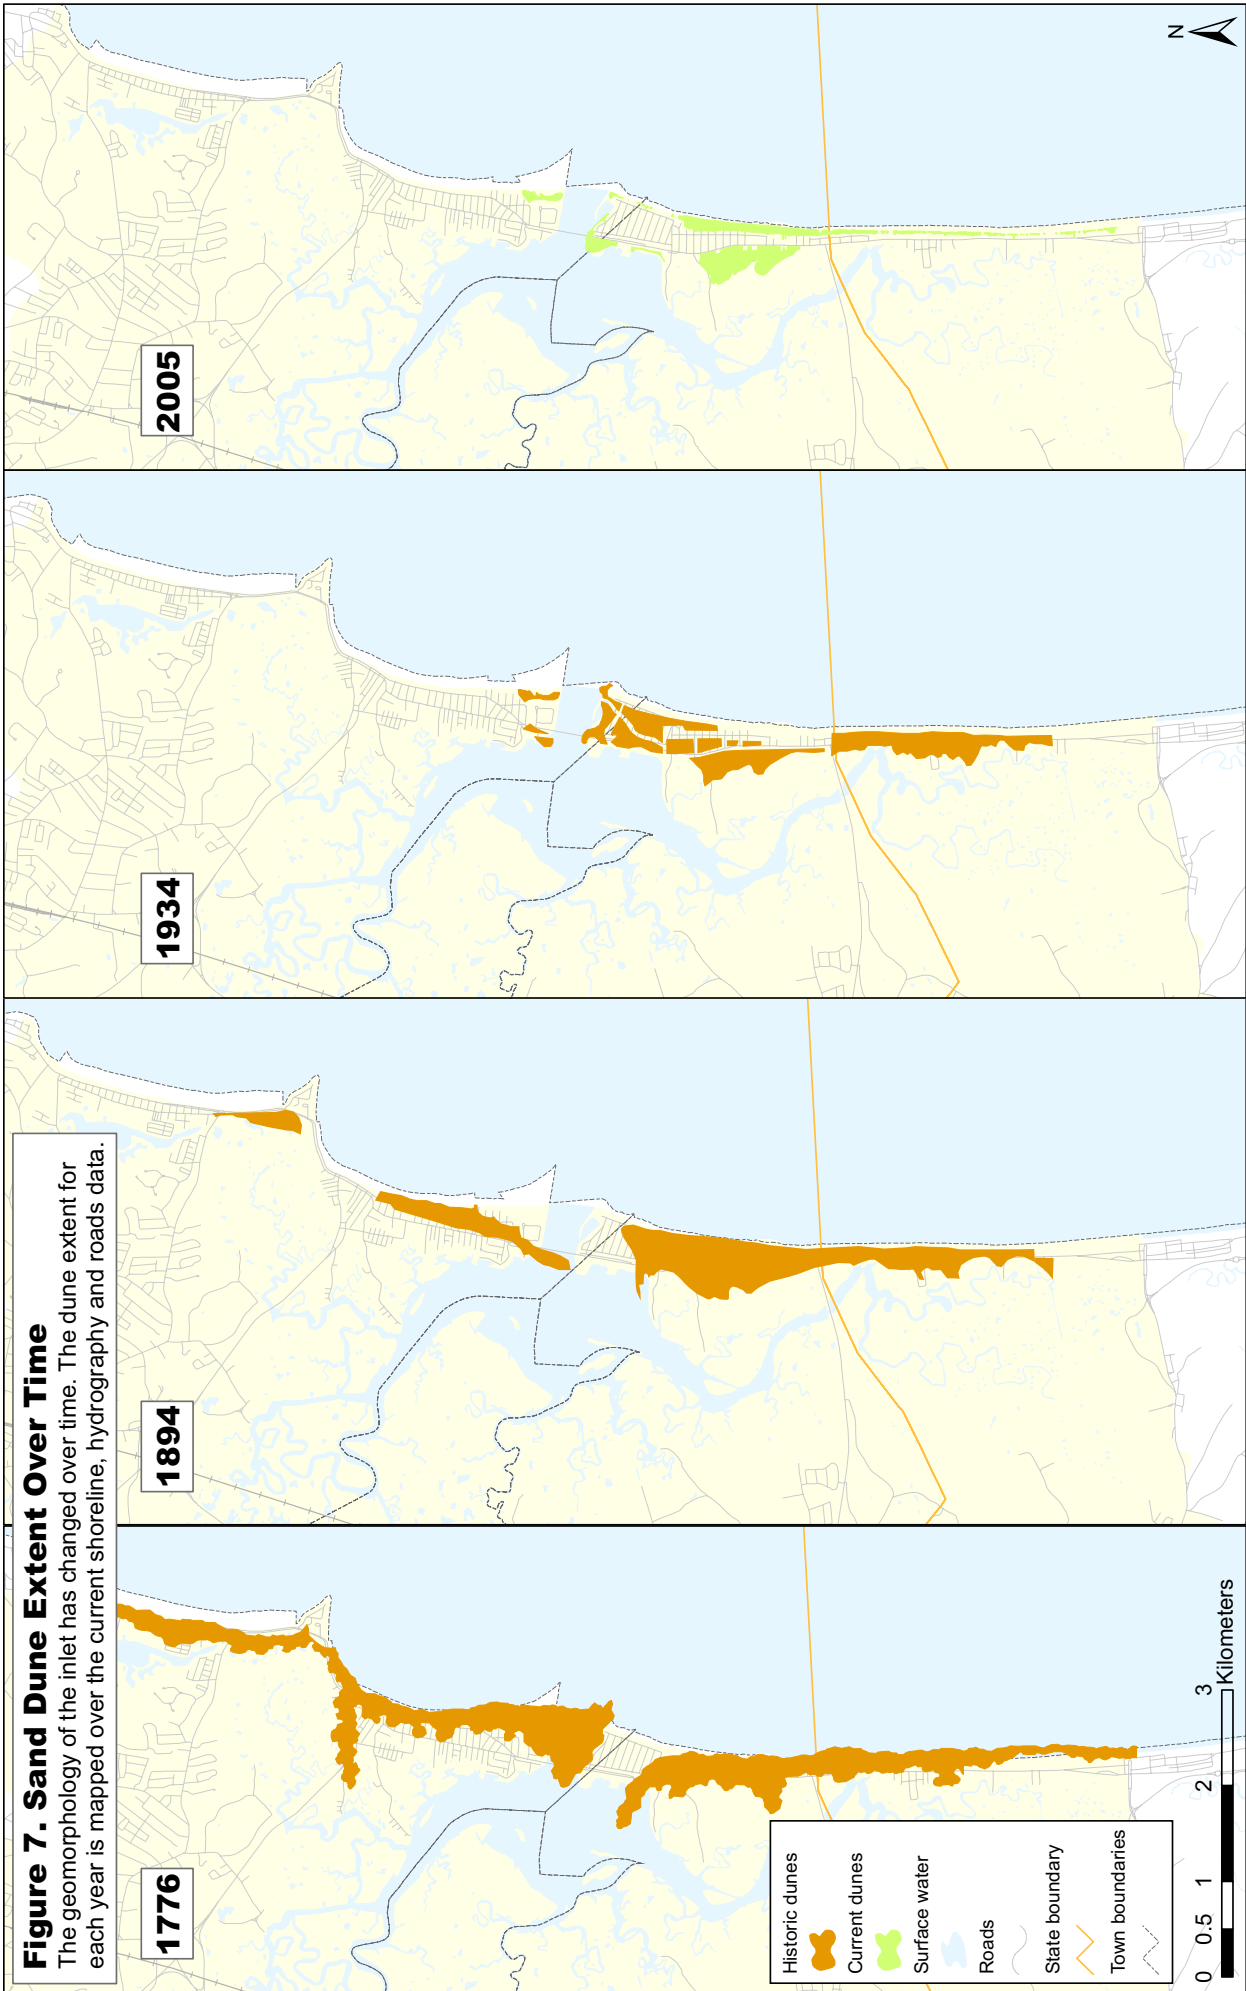 Figure 7. Sand Dune Extent Over Time
The geomorphology of the inlet has changed over time. The dune extent for
each year is mapped over the current shoreline, hydrography and roads data.
1776
1894
1934
2005
Historic dunes
Current dunes
Surface water
Roads
State boundary
Town boundaries
0 0.5 1 2 3
Kilometers
N